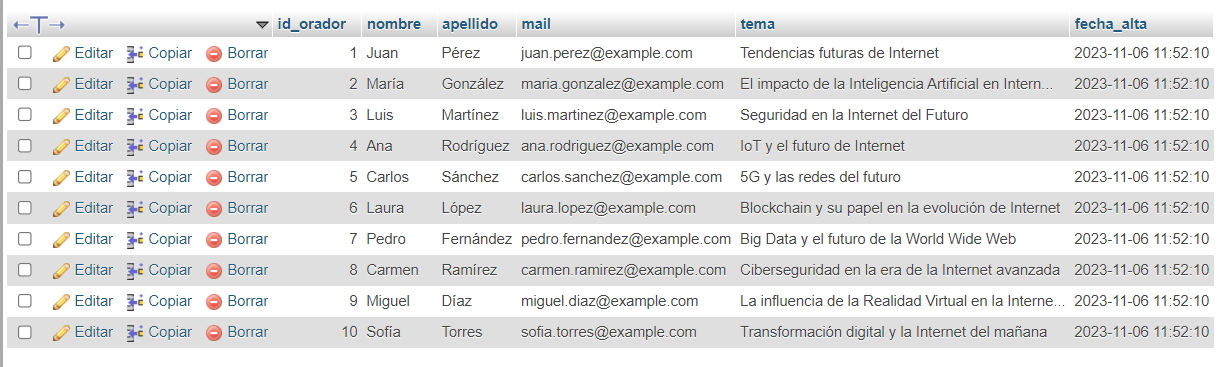 ←T→ id_orador nombre apellido mail tema fecha_alta
Editar Copiar Borrar 1 Juan Pérez juan.perez@example.com Tendencias futuras de Internet 2023-11-06 11:52:10
Editar Copiar Borrar 2 María González maria.gonzalez@example.com El impacto de la Inteligencia Artificial en Intern... 2023-11-06 11:52:10
Editar Copiar Borrar 3 Luis Martínez luis.martinez@example.com Seguridad en la Internet del Futuro 2023-11-06 11:52:10
Editar Copiar Borrar 4 Ana Rodríguez ana.rodriguez@example.com IoT y el futuro de Internet 2023-11-06 11:52:10
Editar Copiar Borrar 5 Carlos Sánchez carlos.sanchez@example.com 5G y las redes del futuro 2023-11-06 11:52:10
Editar Copiar Borrar 6 Laura López laura.lopez@example.com Blockchain y su papel en la evolución de Internet 2023-11-06 11:52:10
Editar Copiar Borrar 7 Pedro Fernández pedro.fernandez@example.com Big Data y el futuro de la World Wide Web 2023-11-06 11:52:10
Editar Copiar Borrar 8 Carmen Ramírez carmen.ramirez@example.com Ciberseguridad en la era de la Internet avanzada 2023-11-06 11:52:10
Editar Copiar Borrar 9 Miguel Díaz miguel.diaz@example.com La influencia de la Realidad Virtual en la Interne... 2023-11-06 11:52:10
Editar Copiar Borrar 10 Sofía Torres sofia.torres@example.com Transformación digital y la Internet del mañana 2023-11-06 11:52:10